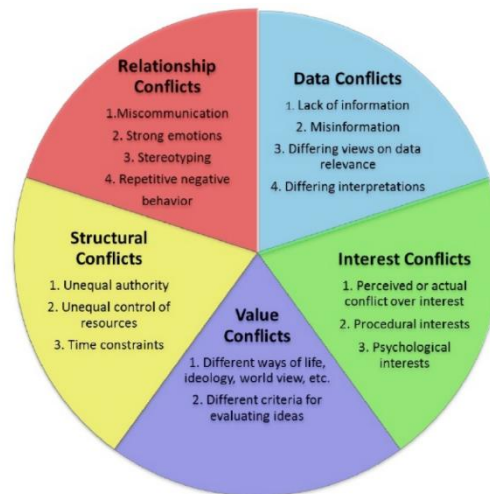 Relationship
Conflicts
1.Miscommunication
2. Strong emotions
3. Stereotyping
4. Repetitive negative
behavior
Data Conflicts
1. Lack of information
2. Misinformation
3. Differing views on data
relevance
4. Differing interpretations
Interest Conflicts
1. Perceived or actual
conflict over interest
2. Procedural interests
3. Psychological
interests
Value
Conflicts
1. Different ways of life,
ideology, world view, etc.
2. Different criteria for
evaluating ideas
Structural
Conflicts
1. Unequal authority
2. Unequal control of
resources
3. Time constraints